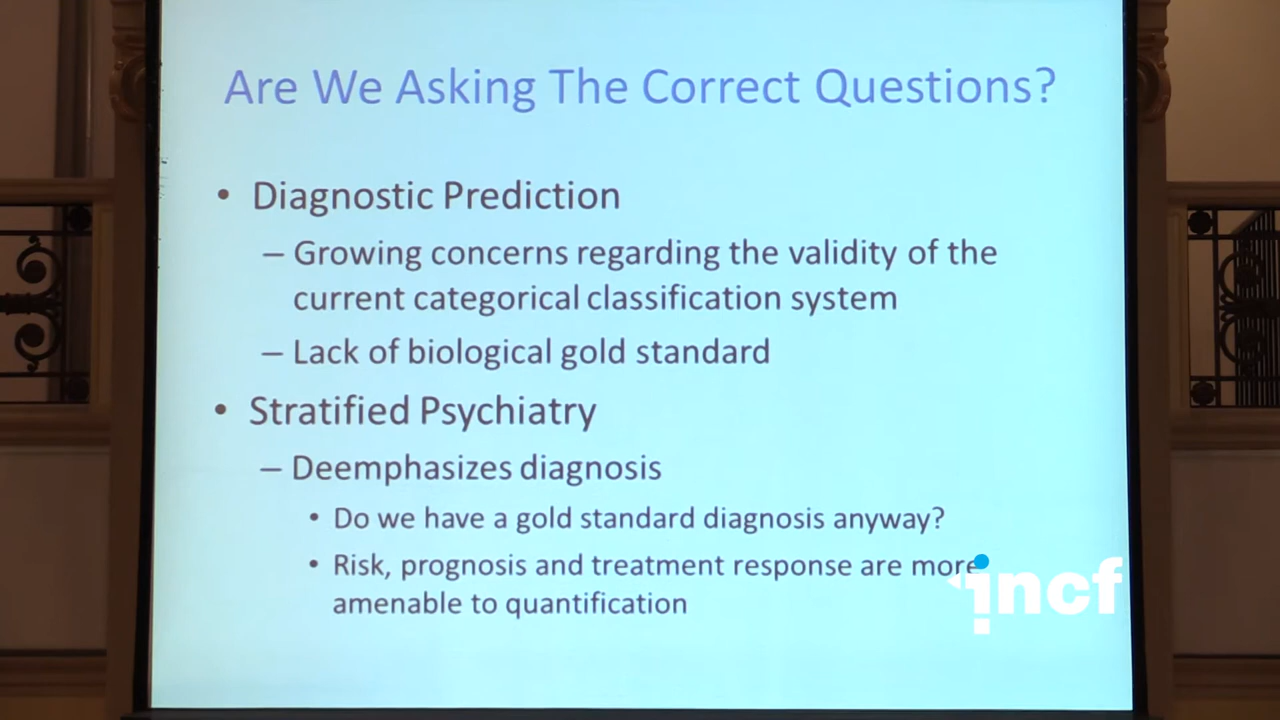 Are We Asking The Correct Questions?
• Diagnostic Prediction
– Growing concerns regarding the validity of the
current categorical classification system
– Lack of biological gold standard
• Stratified Psychiatry
– Deemphasizes diagnosis
• Do we have a gold standard diagnosis anyway?
• Risk, prognosis and treatment response are more
amenable to quantification
incf